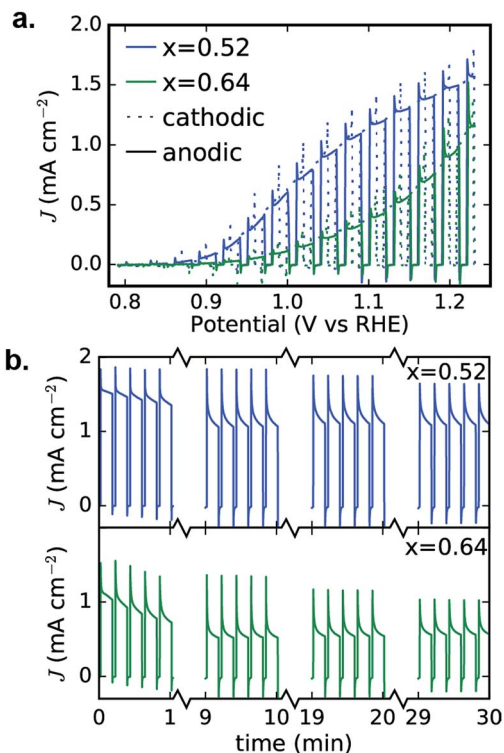 a.
2.0
1.5
1.0
0.5
0.0
J (mA cm⁻²)
x=0.52
x=0.64
cathodic
anodic
0.8 0.9 1.0 1.1 1.2
Potential (V vs RHE)
b.
2
1
0
J (mA cm⁻²)
x=0.52
1
0
J (mA cm⁻²)
x=0.64
0 1 9 10 19 20 29 30
time (min)